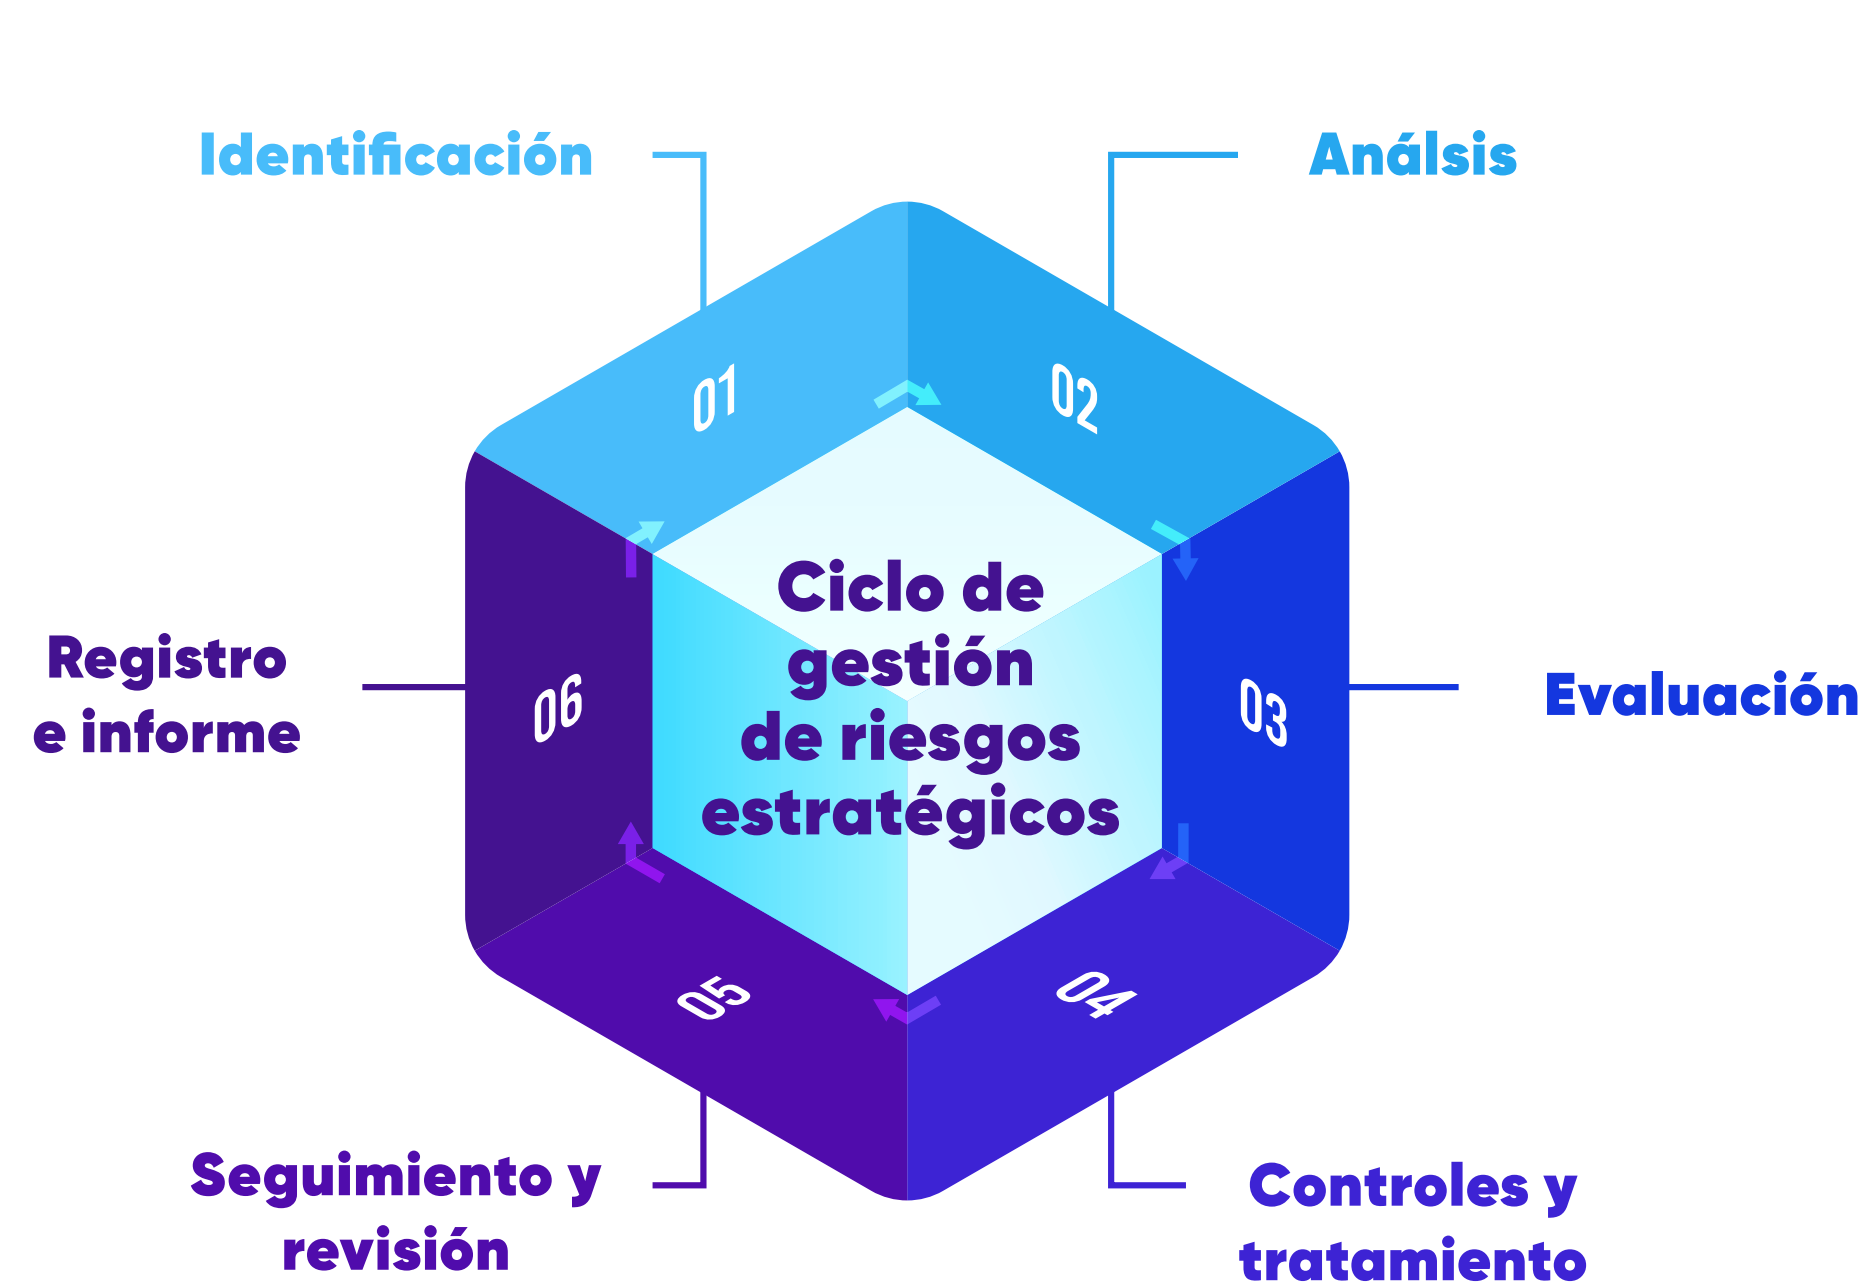 Identificación
Análsis
01
02
Ciclo de
gestión
de riesgos
estratégicos
Registro
e informe
06
03
Evaluación
05
04
Seguimiento y
revisión
Controles y
tratamiento